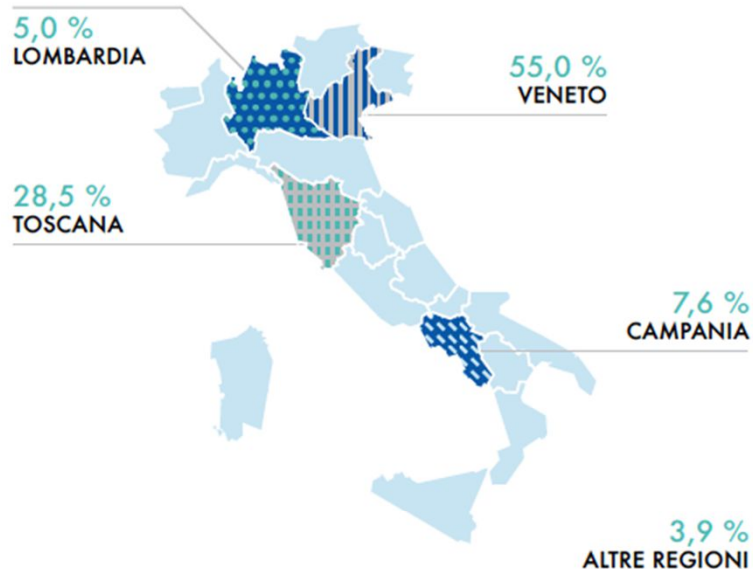 5,0 %
LOMBARDIA
55,0 %
VENETO
28,5 %
TOSCANA
7,6 %
CAMPANIA
3,9 %
ALTRE REGIONI